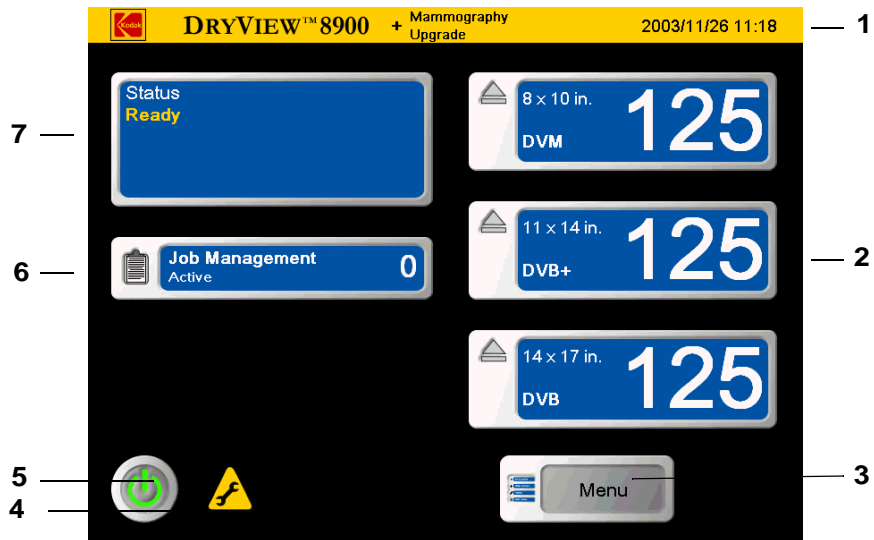 Kodak
DRYVIEW™ 8900
+ Mammography
Upgrade
2003/11/26 11:18
1
Status
Ready
7
8 x 10 in.
DVM
125
Job Management
Active
0
6
11 x 14 in.
DVB+
125
2
14 x 17 in.
DVB
125
5
4
Menu
3